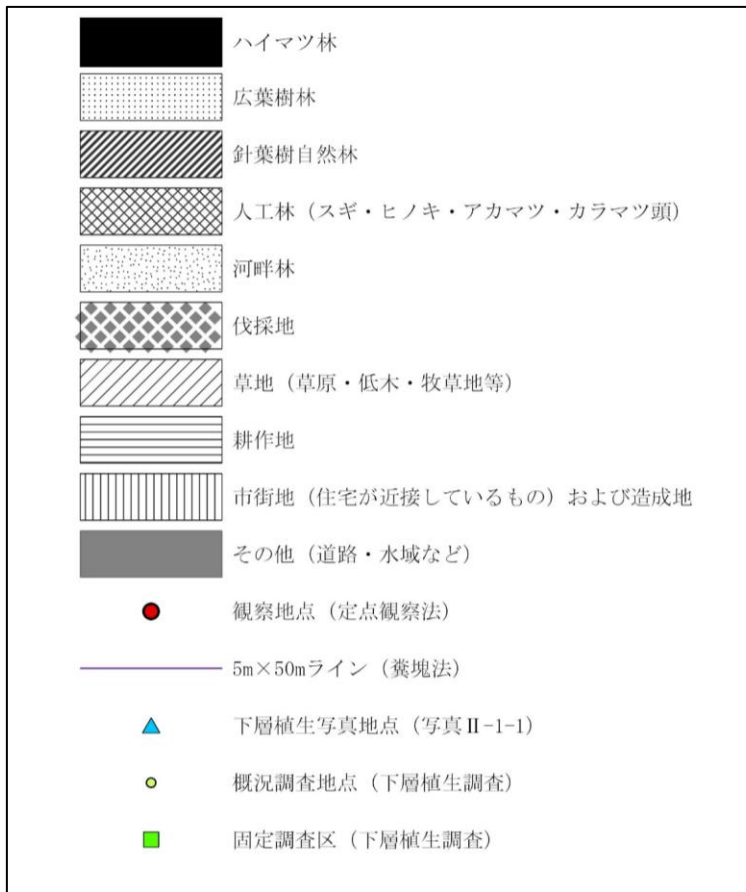 ハイマツ林
広葉樹林
針葉樹自然林
人工林（スギ・ヒノキ・アカマツ・カラマツ頭）
河畔林
伐採地
草地（草原・低木・牧草地等）
耕作地
市街地（住宅が近接しているもの）および造成地
その他（道路・水域など）
観察地点（定点観察法）
5m×50mライン（糞塊法）
下層植生写真地点（写真Ⅱ-1-1）
概況調査地点（下層植生調査）
固定調査区（下層植生調査）